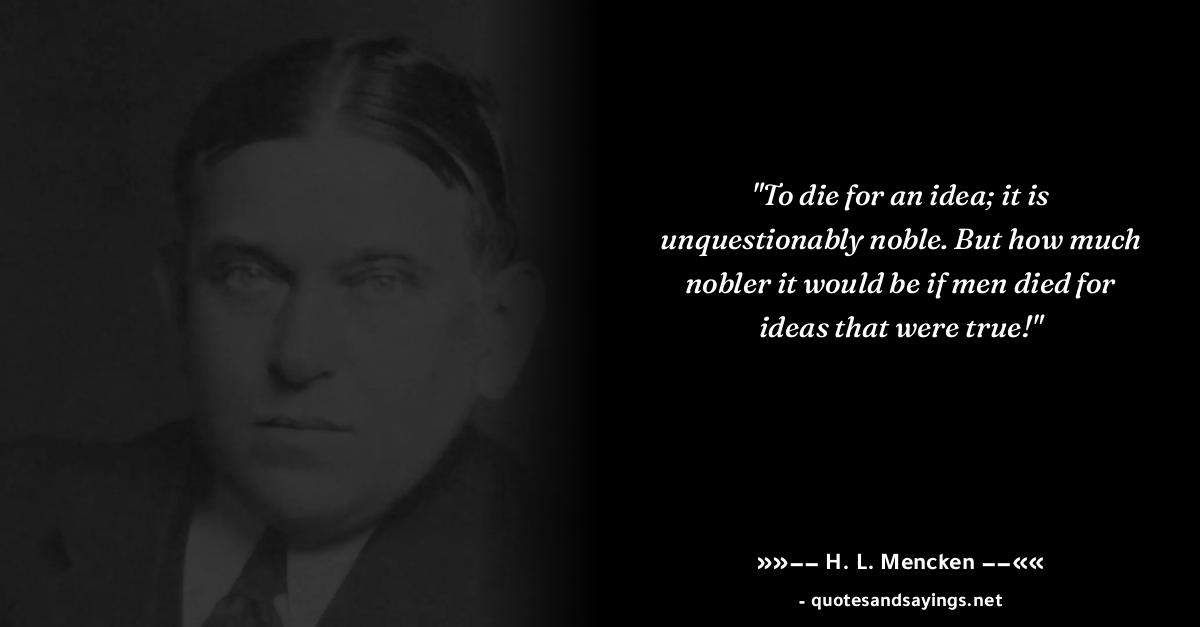 "To die for an idea; it is
unquestionably noble. But how much
nobler it would be if men died for
ideas that were true!"
»»−− H. L. Mencken −−««
- quotesandsayings.net